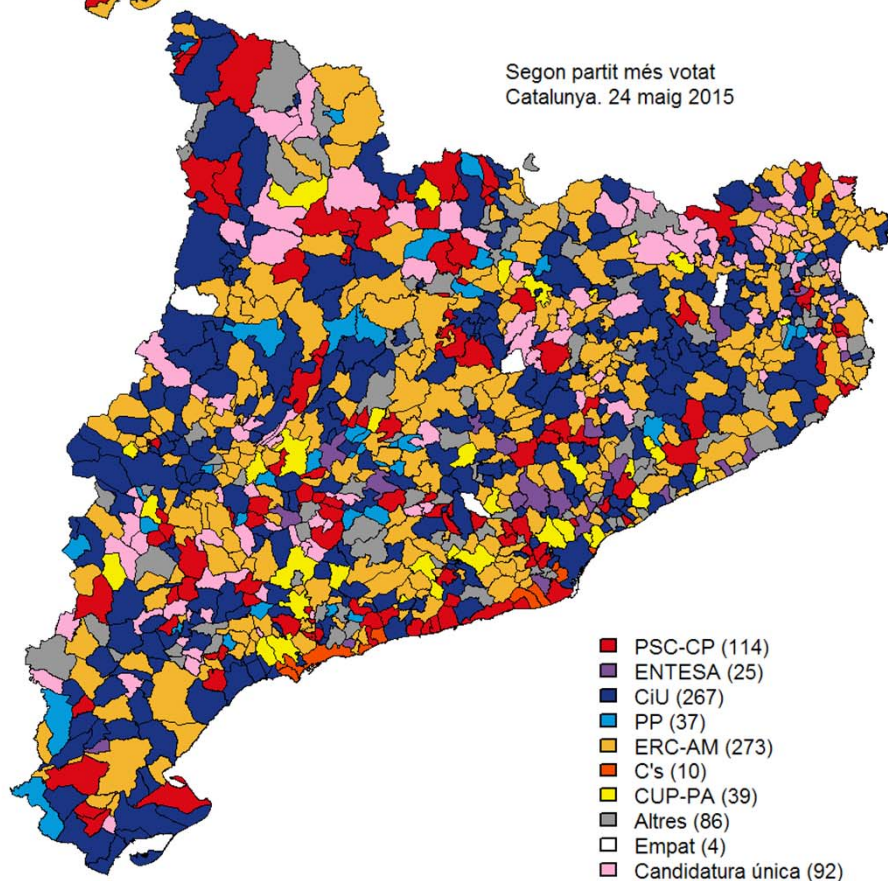 Segon partit més votat
Catalunya. 24 maig 2015
PSC-CP (114)
ENTESA (25)
CiU (267)
PP (37)
ERC-AM (273)
C's (10)
CUP-PA (39)
Altres (86)
Empat (4)
Candidatura única (92)